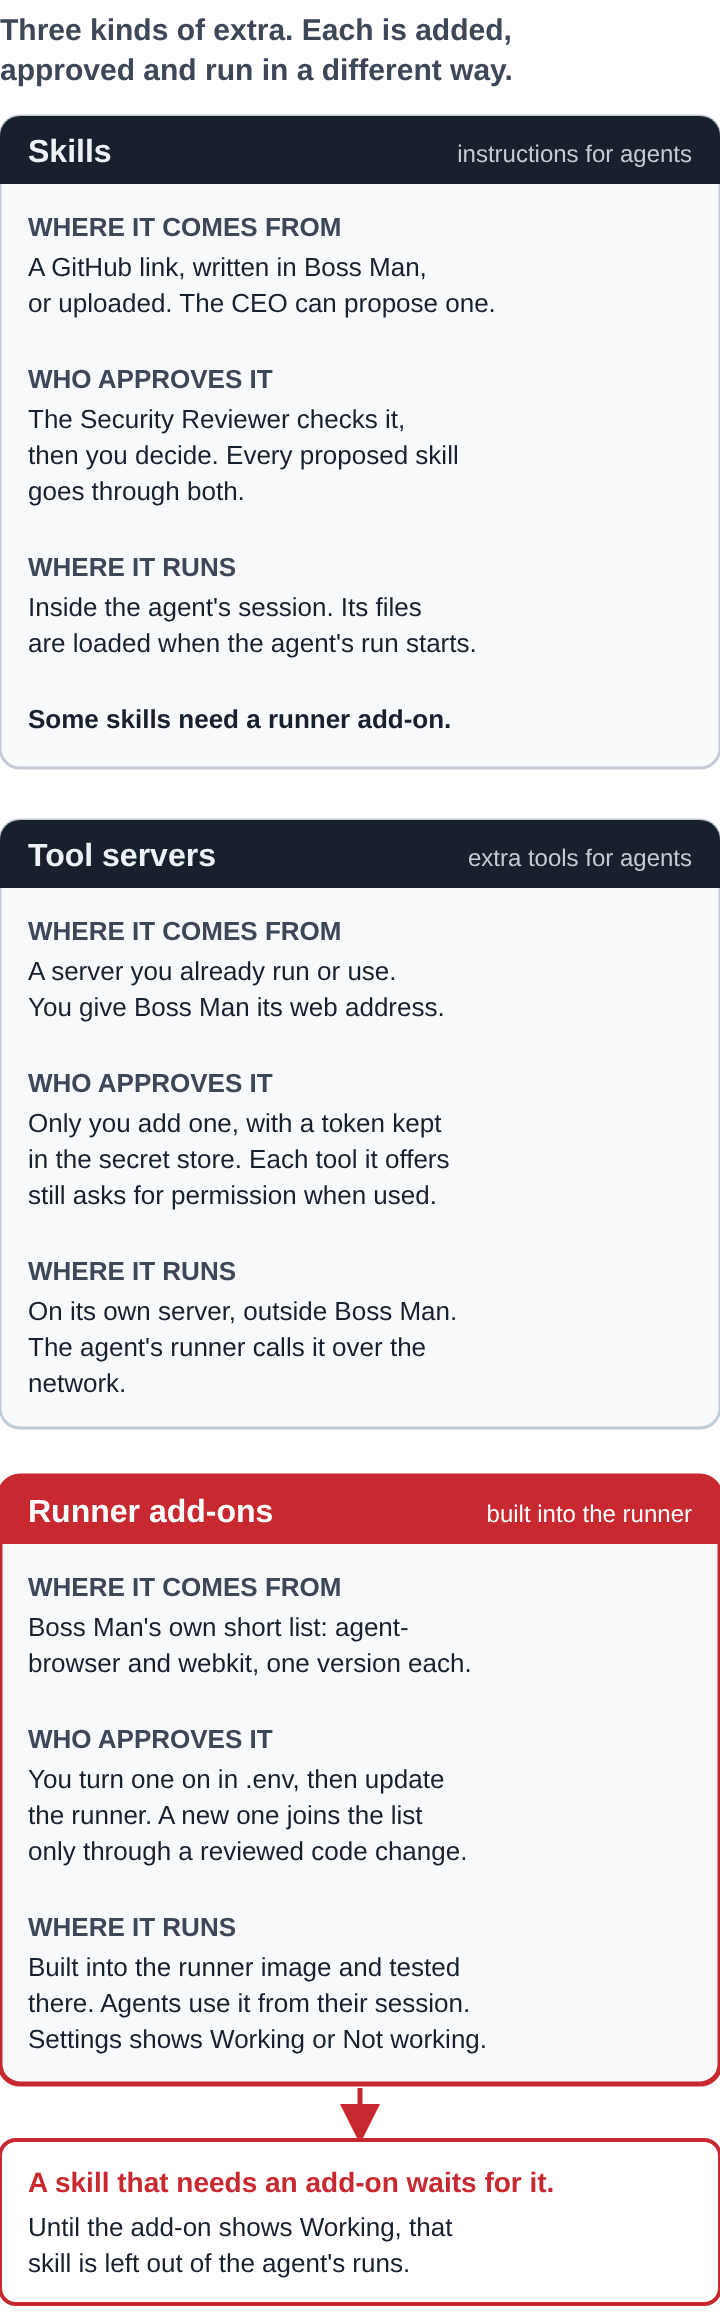 Three kinds of extra. Each is added,
approved and run in a different way.
Skills
instructions for agents
WHERE IT COMES FROM
A GitHub link, written in Boss Man,
or uploaded. The CEO can propose one.
WHO APPROVES IT
The Security Reviewer checks it,
then you decide. Every proposed skill
goes through both.
WHERE IT RUNS
Inside the agent's session. Its files
are loaded when the agent's run starts.
Some skills need a runner add-on.
Tool servers
extra tools for agents
WHERE IT COMES FROM
A server you already run or use.
You give Boss Man its web address.
WHO APPROVES IT
Only you add one, with a token kept
in the secret store. Each tool it offers
still asks for permission when used.
WHERE IT RUNS
On its own server, outside Boss Man.
The agent's runner calls it over the
network.
Runner add-ons
built into the runner
WHERE IT COMES FROM
Boss Man's own short list: agent-
browser and webkit, one version each.
WHO APPROVES IT
You turn one on in .env, then update
the runner. A new one joins the list
only through a reviewed code change.
WHERE IT RUNS
Built into the runner image and tested
there. Agents use it from their session.
Settings shows Working or Not working.
A skill that needs an add-on waits for it.
Until the add-on shows Working, that
skill is left out of the agent's runs.